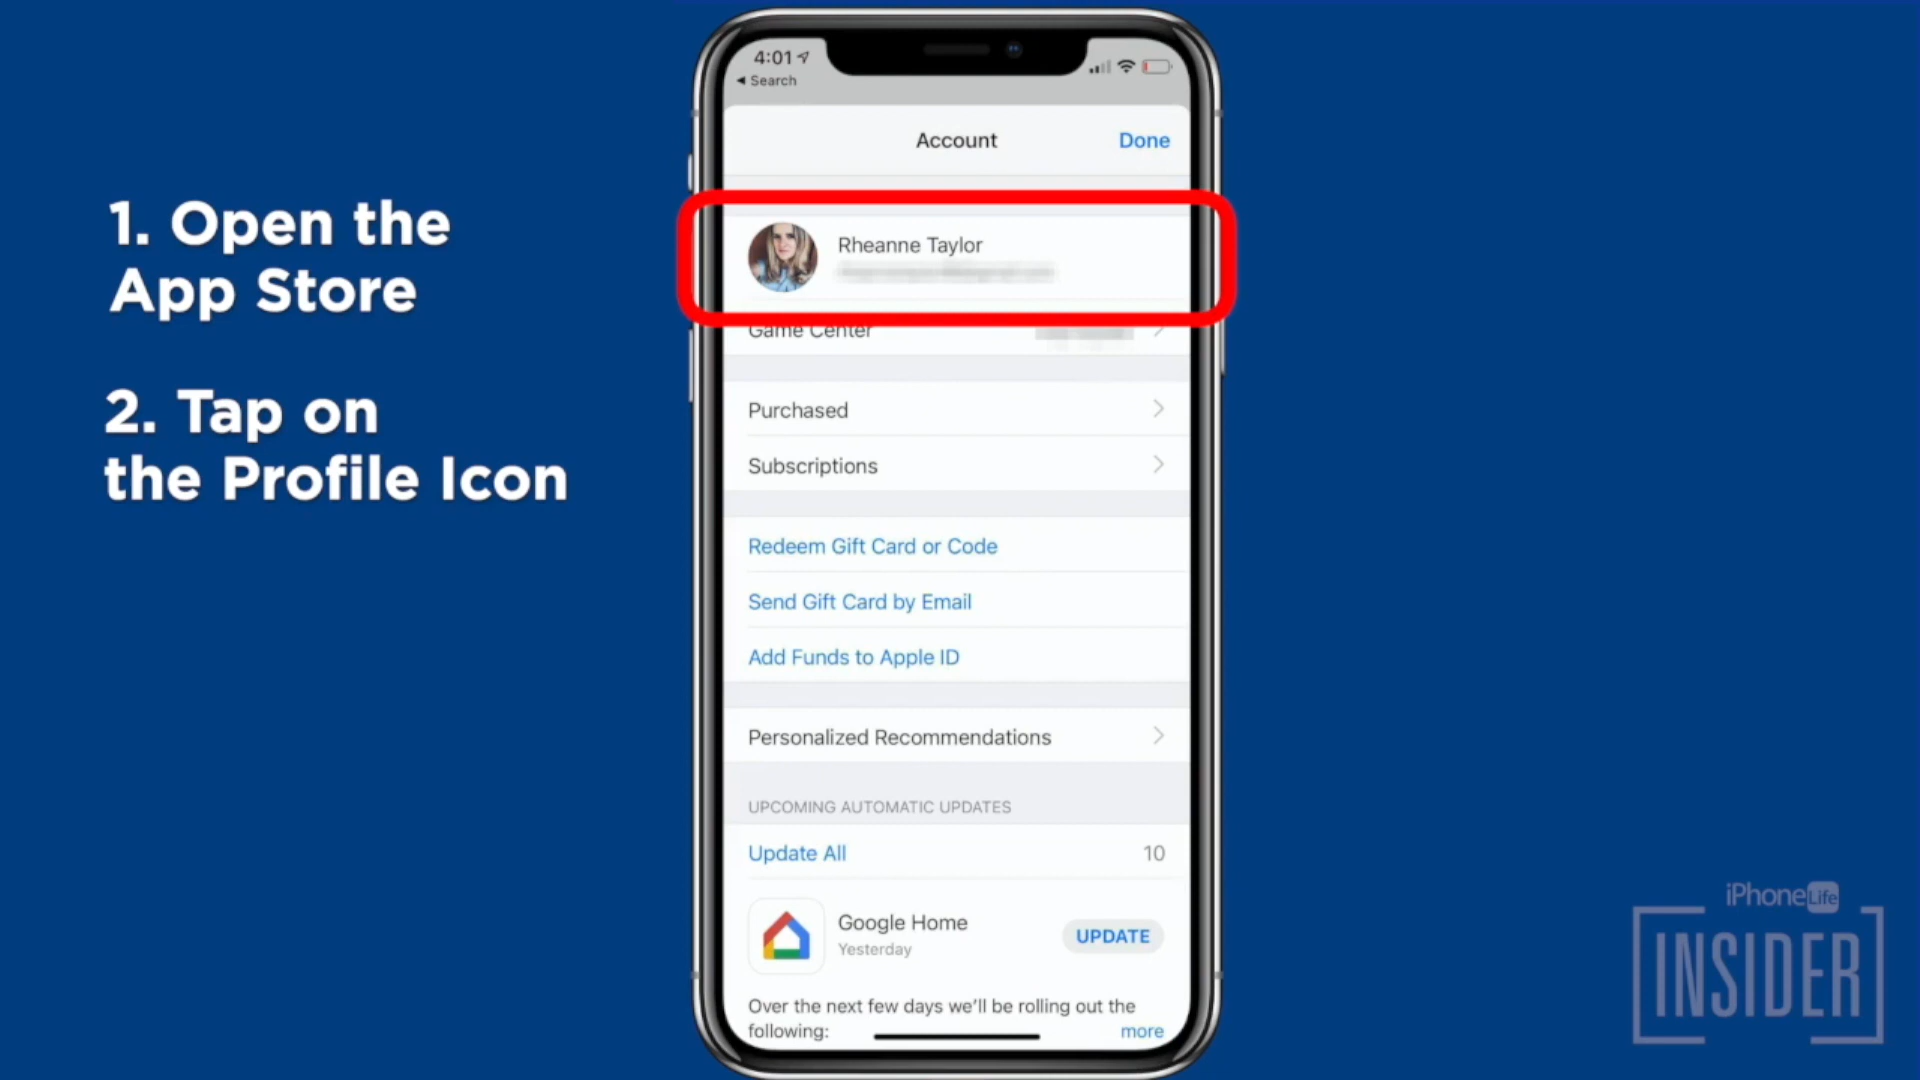 1. Open the
App Store
2. Tap on
the Profile Icon
4:01
Search
Account
Done
Rheanne Taylor
Game Center
Purchased
Subscriptions
Redeem Gift Card or Code
Send Gift Card by Email
Add Funds to Apple ID
Personalized Recommendations
UPCOMING AUTOMATIC UPDATES
Update All
10
Google Home
Yesterday
UPDATE
Over the next few days we'll be rolling out the
following:
more
iPhone Life
INSIDER